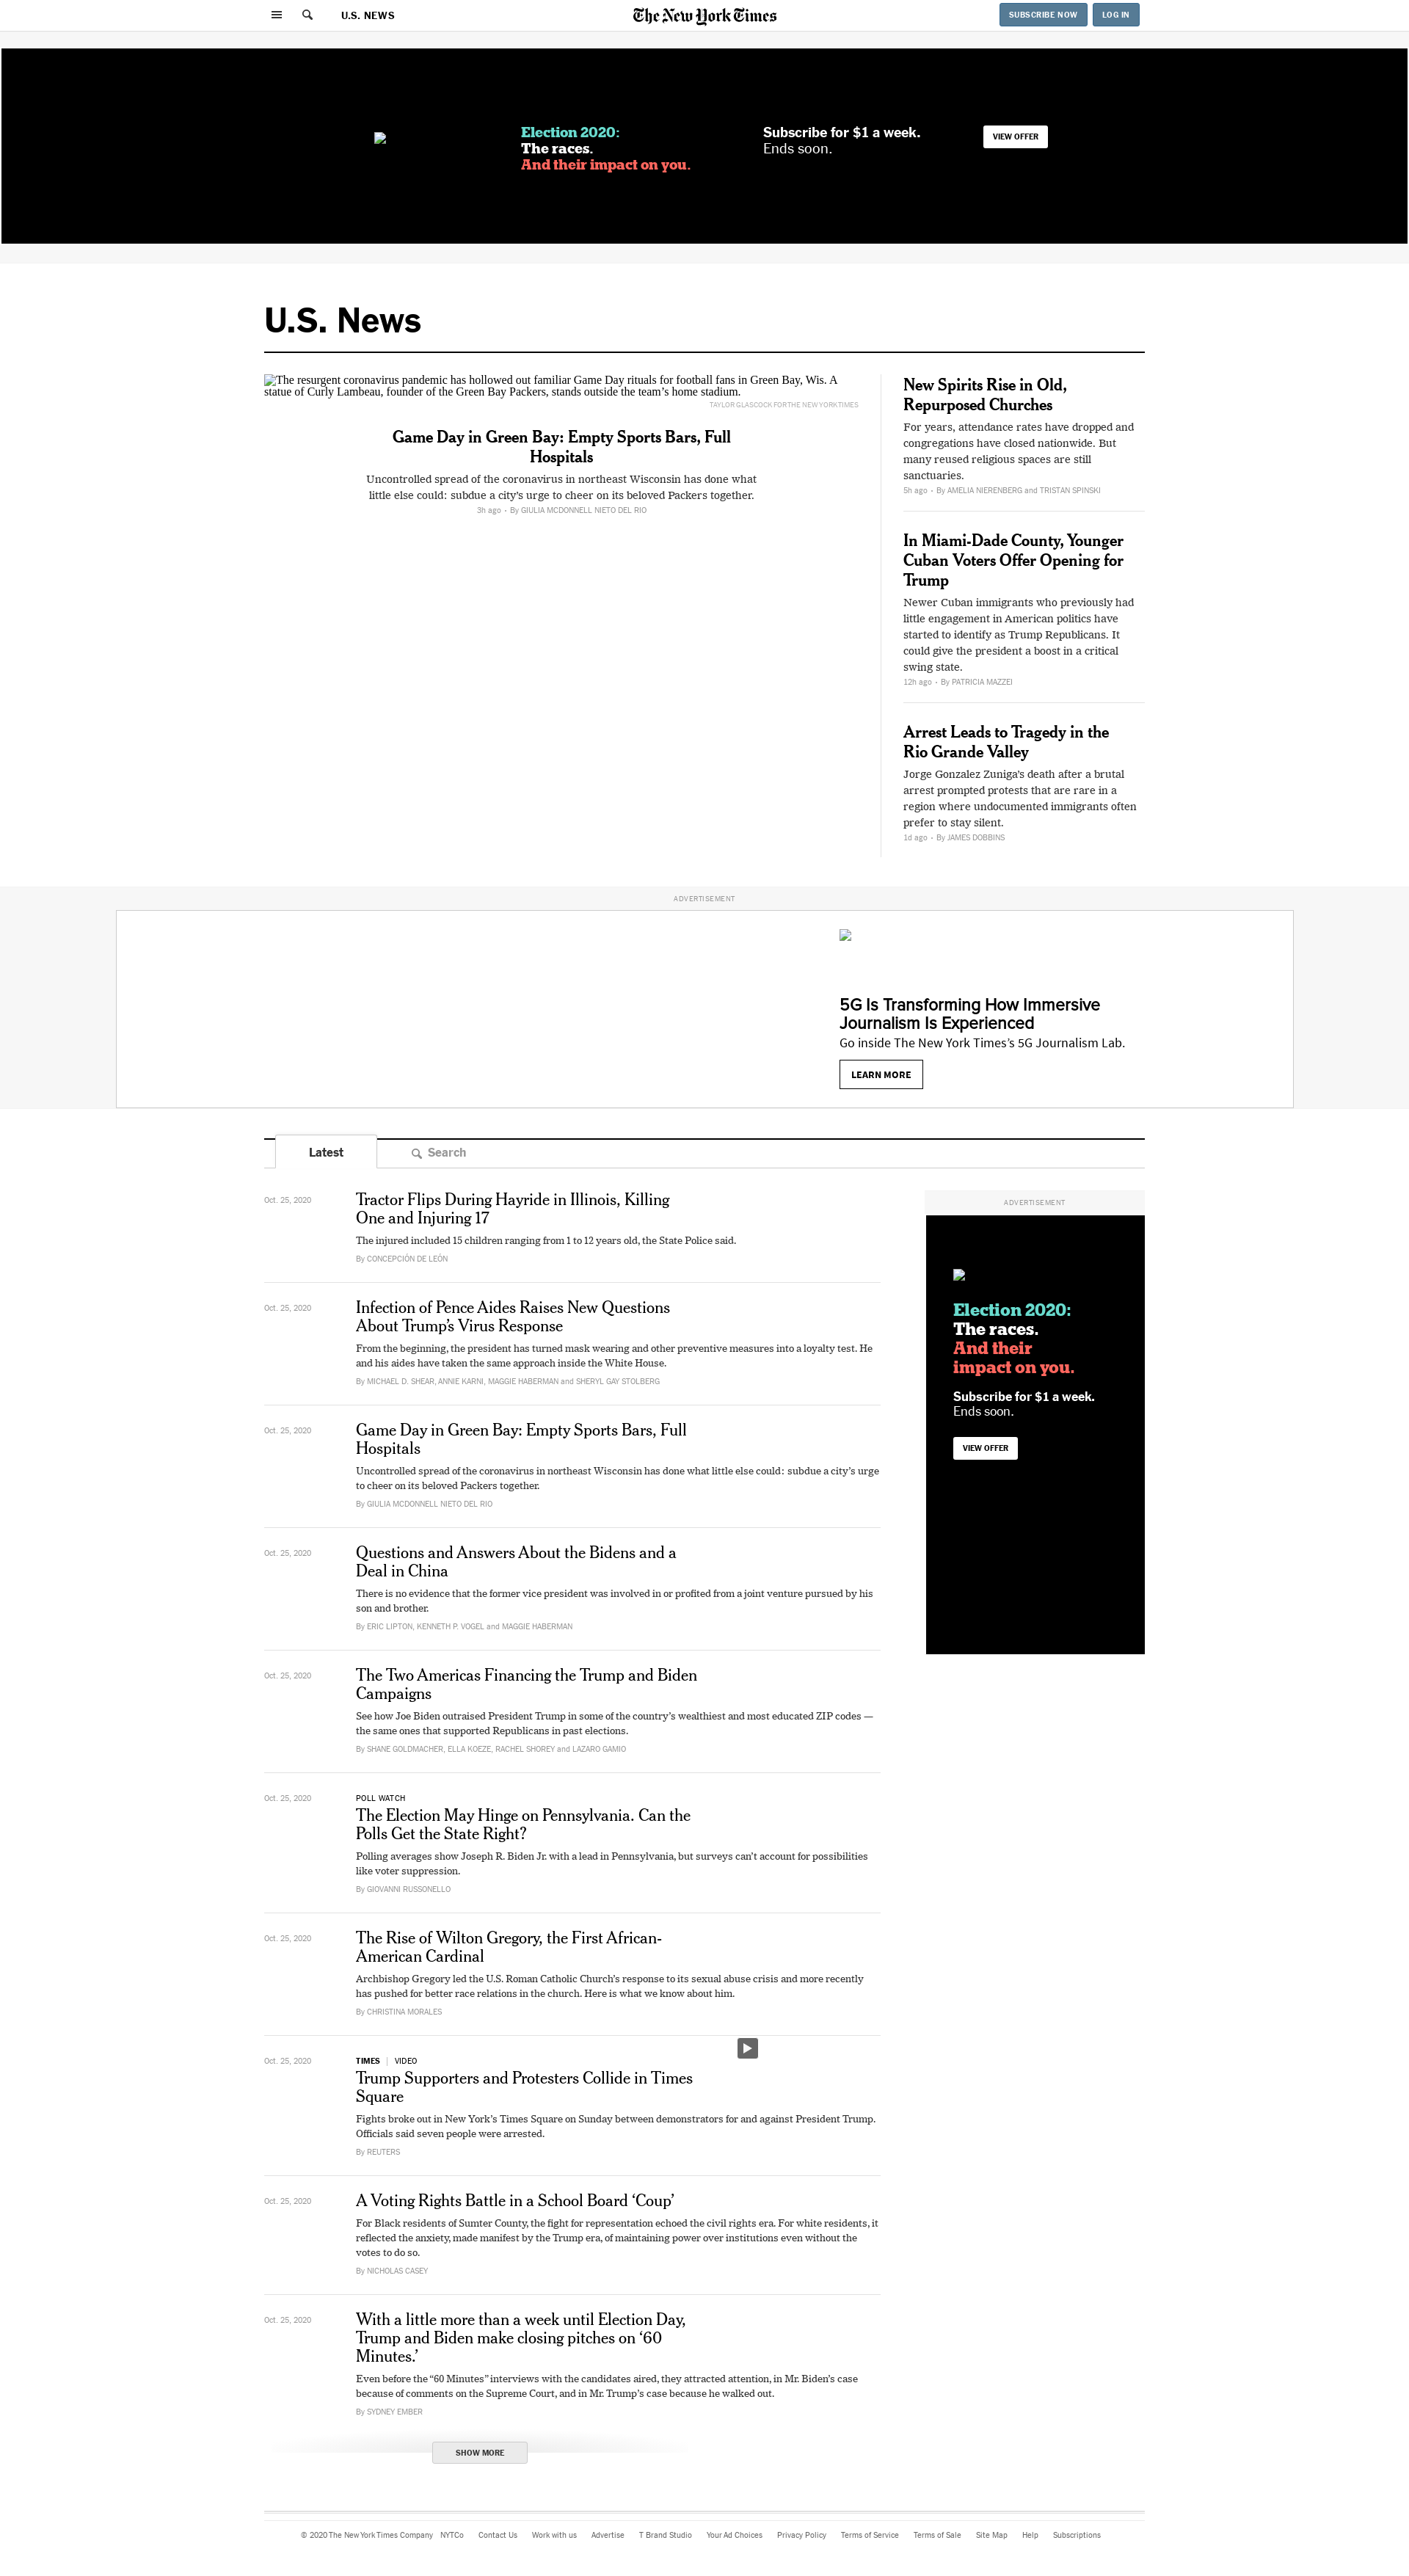 U.S. NEWS
The New York Times
SUBSCRIBE NOW
LOG IN
Election 2020:
The races.
And their impact on you.
Subscribe for $1 a week.
Ends soon.
VIEW OFFER
U.S. News
The resurgent coronavirus pandemic has hollowed out familiar Game Day rituals for football fans in Green Bay, Wis. A
statue of Curly Lambeau, founder of the Green Bay Packers, stands outside the team’s home stadium.
TAYLOR GLASCOCK FOR THE NEW YORK TIMES
Game Day in Green Bay: Empty Sports Bars, Full
Hospitals
Uncontrolled spread of the coronavirus in northeast Wisconsin has done what
little else could: subdue a city’s urge to cheer on its beloved Packers together.
3h ago • By GIULIA MCDONNELL NIETO DEL RIO
New Spirits Rise in Old,
Repurposed Churches
For years, attendance rates have dropped and
congregations have closed nationwide. But
many reused religious spaces are still
sanctuaries.
5h ago • By AMELIA NIERENBERG and TRISTAN SPINSKI
In Miami-Dade County, Younger
Cuban Voters Offer Opening for
Trump
Newer Cuban immigrants who previously had
little engagement in American politics have
started to identify as Trump Republicans. It
could give the president a boost in a critical
swing state.
12h ago • By PATRICIA MAZZEI
Arrest Leads to Tragedy in the
Rio Grande Valley
Jorge Gonzalez Zuniga’s death after a brutal
arrest prompted protests that are rare in a
region where undocumented immigrants often
prefer to stay silent.
1d ago • By JAMES DOBBINS
ADVERTISEMENT
5G Is Transforming How Immersive
Journalism Is Experienced
Go inside The New York Times’s 5G Journalism Lab.
LEARN MORE
Latest
Search
Oct. 25, 2020
Tractor Flips During Hayride in Illinois, Killing
One and Injuring 17
The injured included 15 children ranging from 1 to 12 years old, the State Police said.
By CONCEPCIÓN DE LEÓN
Oct. 25, 2020
Infection of Pence Aides Raises New Questions
About Trump’s Virus Response
From the beginning, the president has turned mask wearing and other preventive measures into a loyalty test. He
and his aides have taken the same approach inside the White House.
By MICHAEL D. SHEAR, ANNIE KARNI, MAGGIE HABERMAN and SHERYL GAY STOLBERG
Oct. 25, 2020
Game Day in Green Bay: Empty Sports Bars, Full
Hospitals
Uncontrolled spread of the coronavirus in northeast Wisconsin has done what little else could: subdue a city’s urge
to cheer on its beloved Packers together.
By GIULIA MCDONNELL NIETO DEL RIO
Oct. 25, 2020
Questions and Answers About the Bidens and a
Deal in China
There is no evidence that the former vice president was involved in or profited from a joint venture pursued by his
son and brother.
By ERIC LIPTON, KENNETH P. VOGEL and MAGGIE HABERMAN
Oct. 25, 2020
The Two Americas Financing the Trump and Biden
Campaigns
See how Joe Biden outraised President Trump in some of the country’s wealthiest and most educated ZIP codes —
the same ones that supported Republicans in past elections.
By SHANE GOLDMACHER, ELLA KOEZE, RACHEL SHOREY and LAZARO GAMIO
Oct. 25, 2020
POLL WATCH
The Election May Hinge on Pennsylvania. Can the
Polls Get the State Right?
Polling averages show Joseph R. Biden Jr. with a lead in Pennsylvania, but surveys can’t account for possibilities
like voter suppression.
By GIOVANNI RUSSONELLO
Oct. 25, 2020
The Rise of Wilton Gregory, the First African-
American Cardinal
Archbishop Gregory led the U.S. Roman Catholic Church’s response to its sexual abuse crisis and more recently
has pushed for better race relations in the church. Here is what we know about him.
By CHRISTINA MORALES
Oct. 25, 2020
TIMES | VIDEO
Trump Supporters and Protesters Collide in Times
Square
Fights broke out in New York’s Times Square on Sunday between demonstrators for and against President Trump.
Officials said seven people were arrested.
By REUTERS
Oct. 25, 2020
A Voting Rights Battle in a School Board ‘Coup’
For Black residents of Sumter County, the fight for representation echoed the civil rights era. For white residents, it
reflected the anxiety, made manifest by the Trump era, of maintaining power over institutions even without the
votes to do so.
By NICHOLAS CASEY
Oct. 25, 2020
With a little more than a week until Election Day,
Trump and Biden make closing pitches on ‘60
Minutes.’
Even before the “60 Minutes” interviews with the candidates aired, they attracted attention, in Mr. Biden’s case
because of comments on the Supreme Court, and in Mr. Trump’s case because he walked out.
By SYDNEY EMBER
SHOW MORE
ADVERTISEMENT
Election 2020:
The races.
And their
impact on you.
Subscribe for $1 a week.
Ends soon.
VIEW OFFER
© 2020 The New York Times Company NYTCo Contact Us Work with us Advertise T Brand Studio Your Ad Choices Privacy Policy Terms of Service Terms of Sale Site Map Help Subscriptions